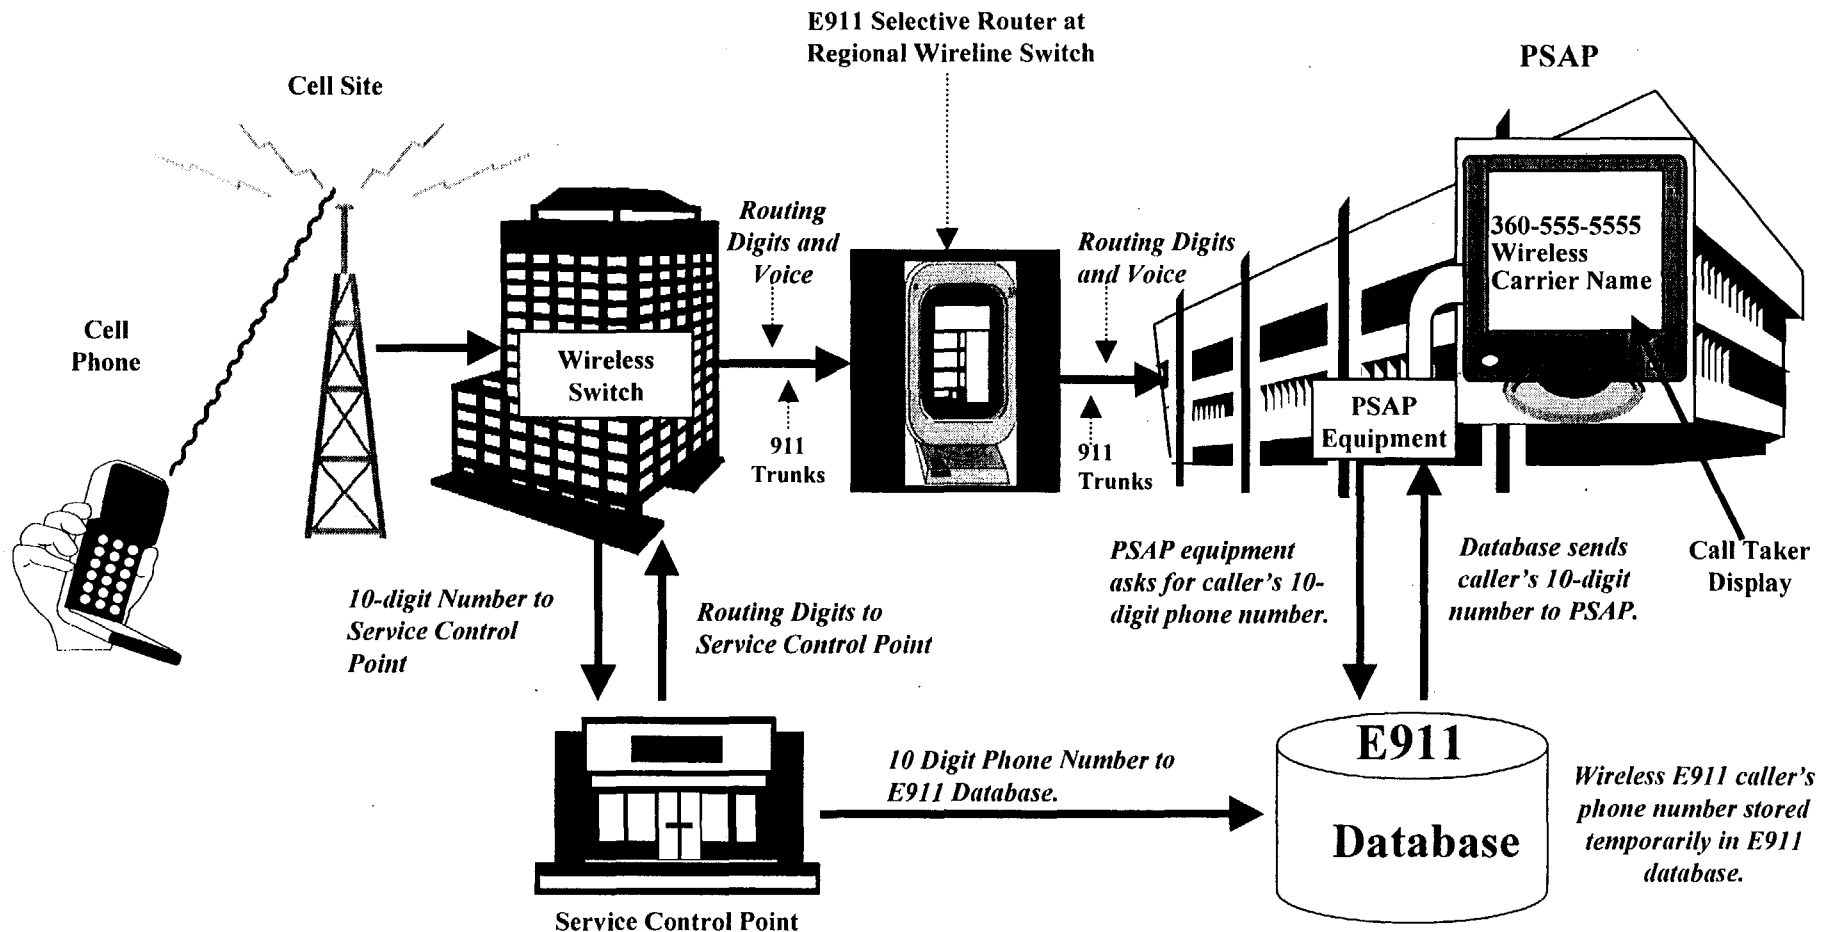 E911 Selective Router at
Regional Wireline Switch
PSAP
Cell Site
Routing
Digits and
Voice
Routing Digits
and Voice
360-555-5555
Wireless
Carrier Name
Cell
Phone
Wireless
Switch
PSAP
Equipment
911
Trunks
911
Trunks
10-digit Number to
Service Control
Point
Routing Digits to
Service Control Point
PSAP equipment
asks for caller's 10-
digit phone number.
Database sends
caller's 10-digit
number to PSAP.
Call Taker
Display
10 Digit Phone Number to
E911 Database.
E911
Database
Wireless E911 caller's
phone number stored
temporarily in E911
database.
Service Control Point